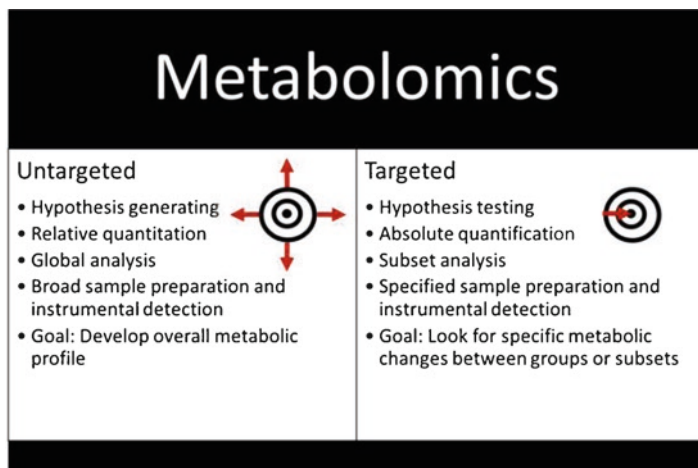 Metabolomics
Untargeted
• Hypothesis generating
• Relative quantitation
• Global analysis
• Broad sample preparation and
instrumental detection
• Goal: Develop overall metabolic
profile
Targeted
• Hypothesis testing
• Absolute quantification
• Subset analysis
• Specified sample preparation and
instrumental detection
• Goal: Look for specific metabolic
changes between groups or subsets